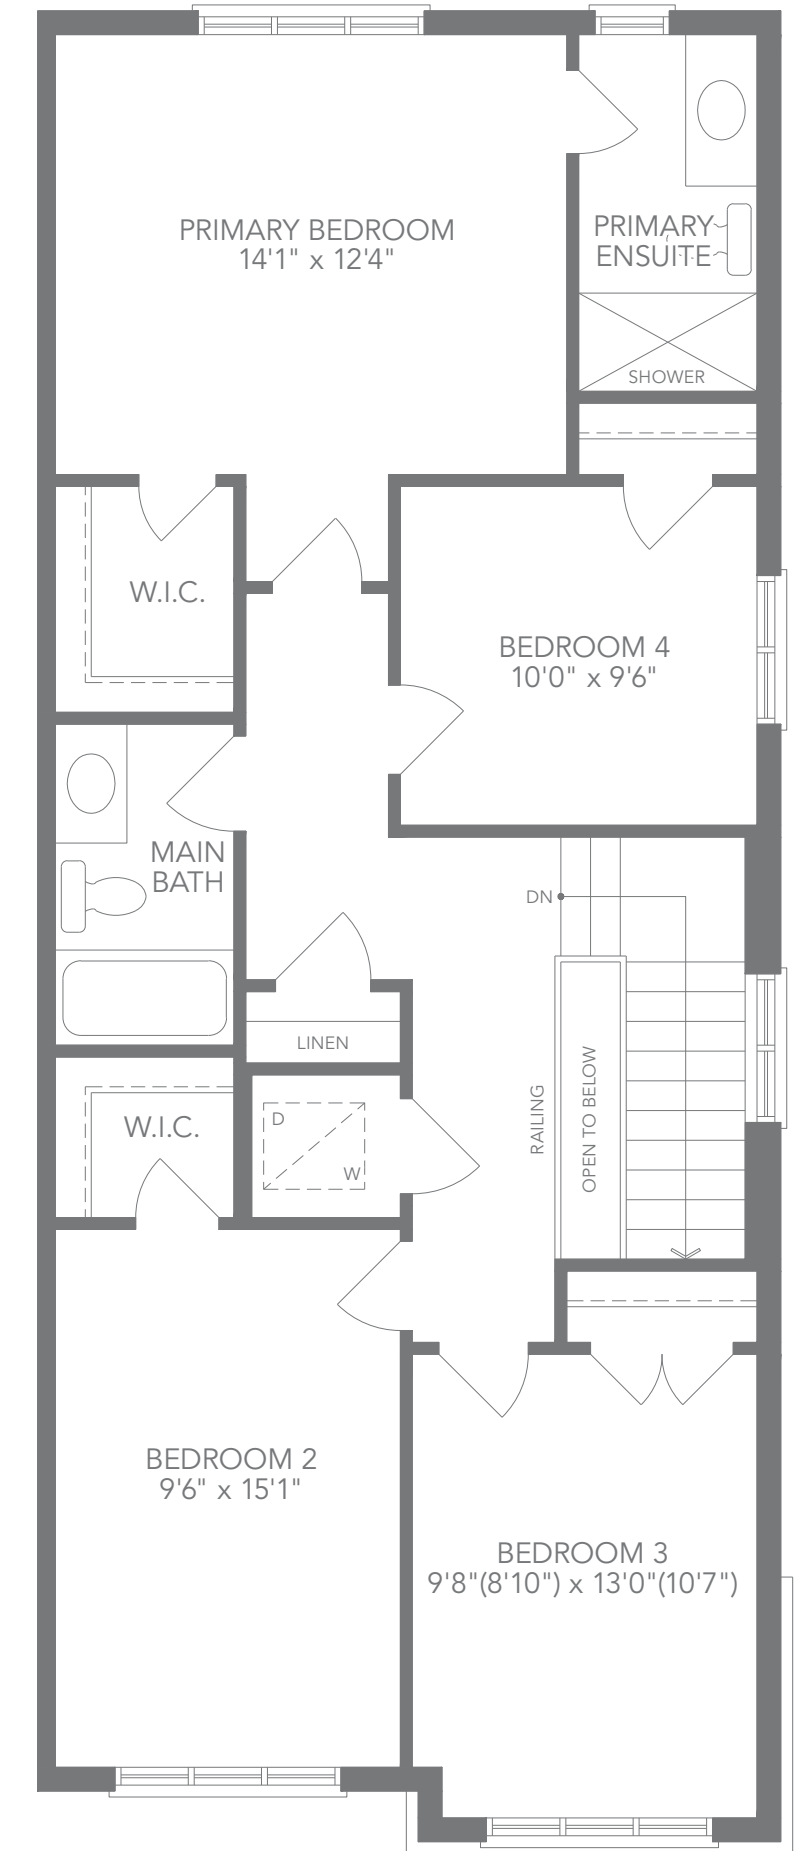 PRIMARY BEDROOM
14'1" x 12'4"
PRIMARY
ENSUITE
SHOWER
W.I.C.
BEDROOM 4
10'0" x 9'6"
MAIN
BATH
DN
LINEN
RAILING
OPEN TO BELOW
W.I.C.
D
W
BEDROOM 2
9'6" x 15'1"
BEDROOM 3
9'8"(8'10") x 13'0"(10'7")